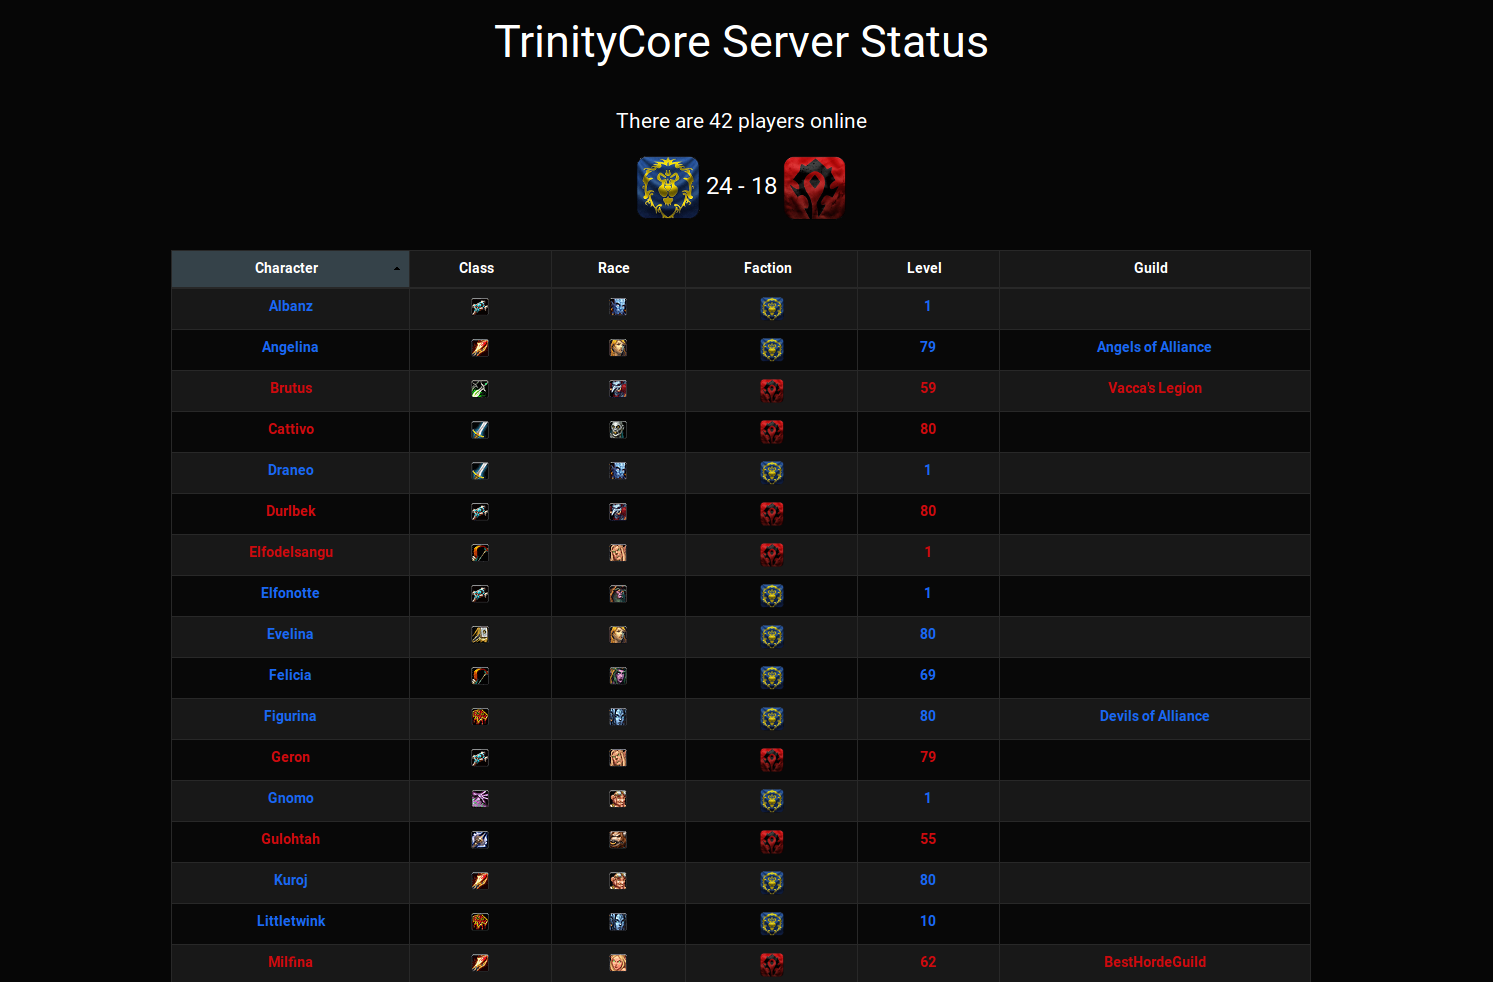 TrinityCore Server Status
There are 42 players online
24 - 18
Character Class Race Faction Level Guild
Albanz 1
Angelina 79 Angels of Alliance
Brutus 59 Vacca's Legion
Cattivo 80
Draneo 1
Durlbek 80
Elfodelsangu 1
Elfonotte 1
Evelina 80
Felicia 69
Figurina 80 Devils of Alliance
Geron 79
Gnomo 1
Gulohtah 55
Kuroj 80
Littletwink 10
Milfina 62 BestHordeGuild